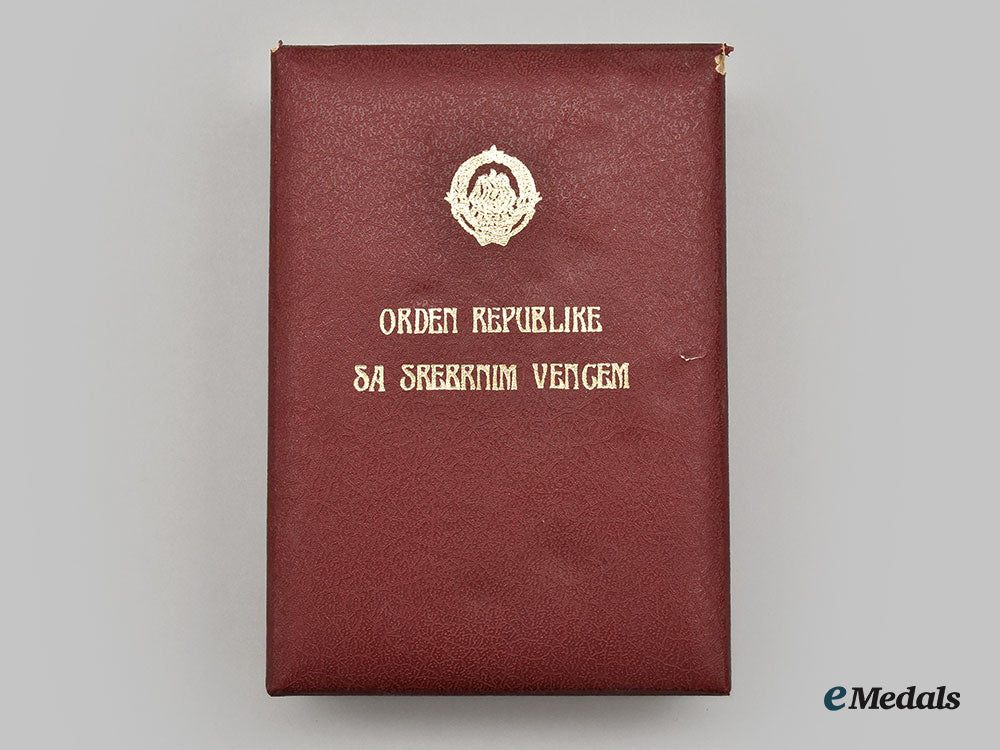 ORDEN REPUBLIKE
SA SREBRNIM VENCEM
eMedals